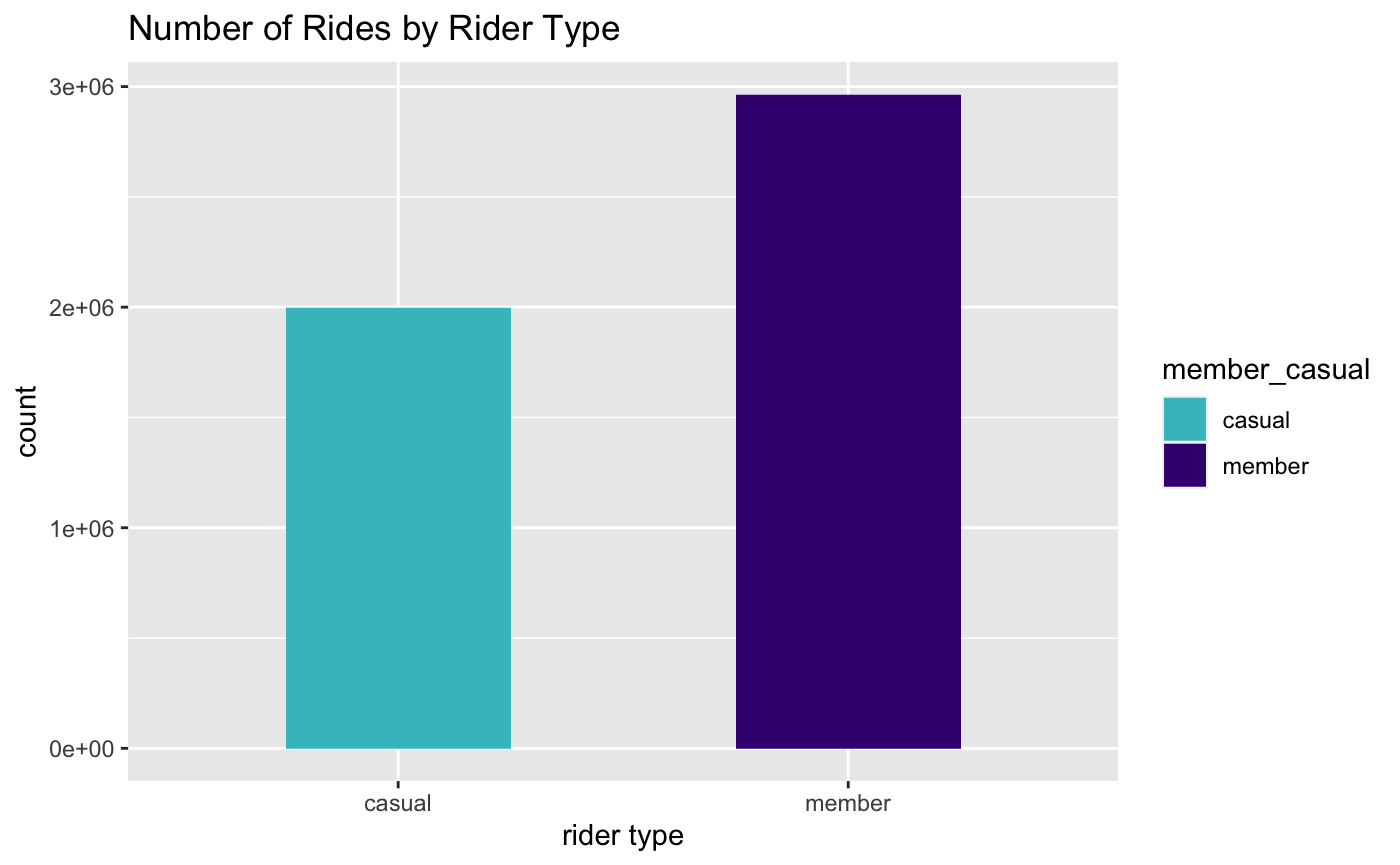 Number of Rides by Rider Type
3e+06
2e+06
1e+06
0e+00
count
casual
member
rider type
member_casual
casual
member